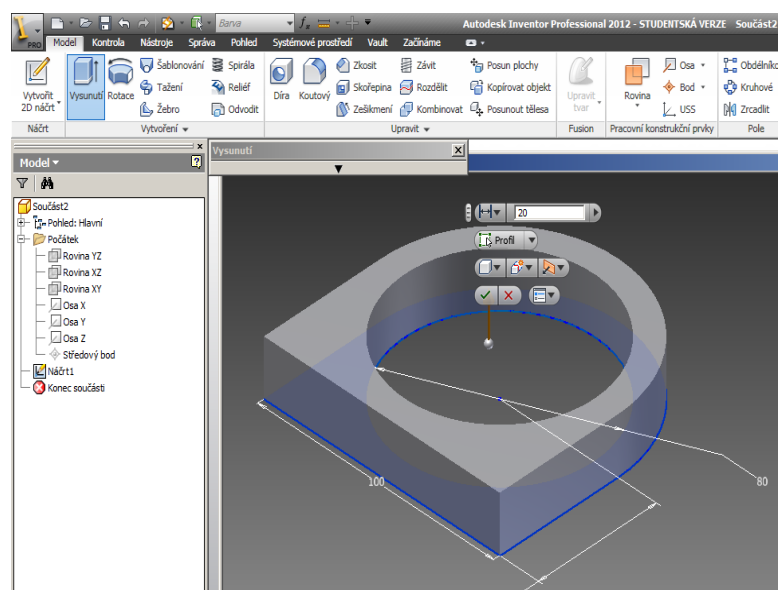 Barva
Autodesk Inventor Professional 2012 - STUDENTSKÁ VERZE Součást2
PRO
Model Kontrola Nástroje Správa Pohled Systémové prostředí Vault Začínáme
Vytvořit 2D náčrt
Vysunutí
Rotace
Šablonování
Tažení
Žebro
Spirála
Reliéf
Odvodit
Díra
Koutový
Zkosit
Skořepina
Zešikmení
Závit
Rozdělit
Kombinovat
Posun plochy
Kopírovat objekt
Posunout tělesa
Upravit tvar
Rovina
Osa
Bod
USS
Obdélníko
Kruhové
Zrcadlit
Náčrt Vytvoření Upravit Fusion Pracovní konstrukční prvky Pole
Model
Vysunutí
Součást2
Pohled: Hlavní
Počátek
Rovina YZ
Rovina XZ
Rovina XY
Osa X
Osa Y
Osa Z
Středový bod
Náčrt1
Konec součásti
20
Profil
100
80